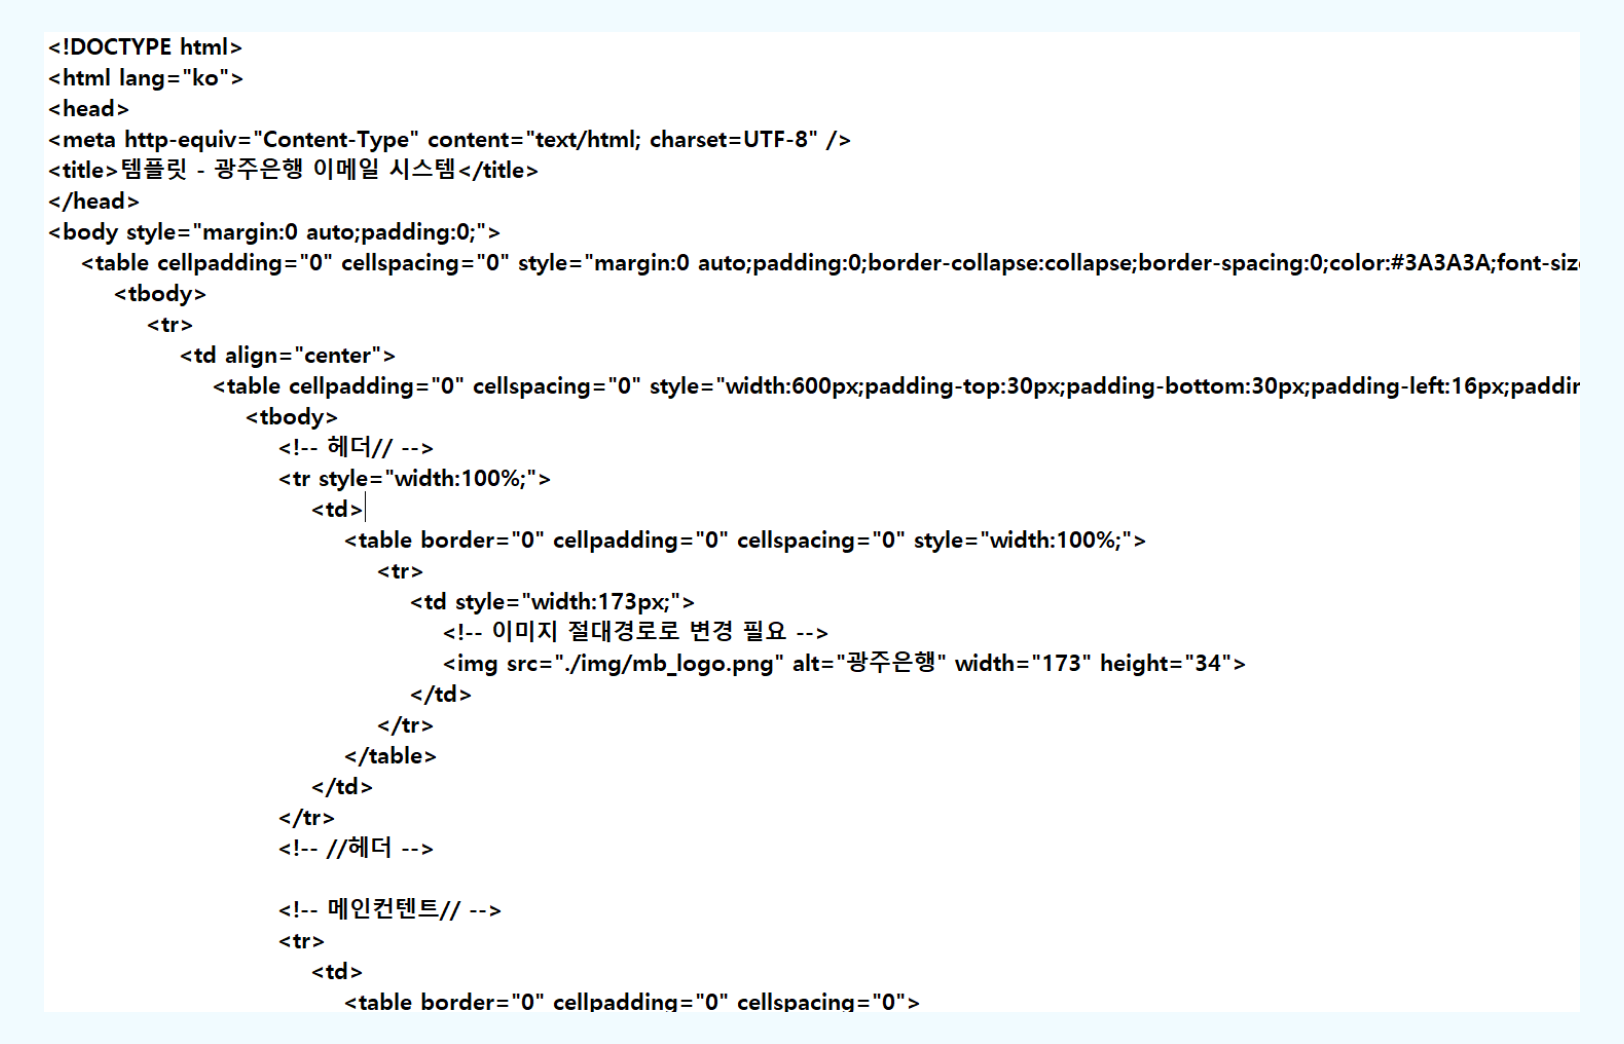 <!DOCTYPE html>
<html lang="ko">
<head>
<meta http-equiv="Content-Type" content="text/html; charset=UTF-8" />
<title>템플릿 - 광주은행 이메일 시스템</title>
</head>
<body style="margin:0 auto;padding:0;">
<table cellpadding="0" cellspacing="0" style="margin:0 auto;padding:0;border-collapse:collapse;border-spacing:0;color:#3A3A3A;font-siz
<tbody>
<tr>
<td align="center">
<table cellpadding="0" cellspacing="0" style="width:600px;padding-top:30px;padding-bottom:30px;padding-left:16px;paddin
<tbody>
<!-- 헤더// -->
<tr style="width:100%;">
<td>
<table border="0" cellpadding="0" cellspacing="0" style="width:100%;">
<tr>
<td style="width:173px;">
<!-- 이미지 절대경로로 변경 필요 -->
<img src="./img/mb_logo.png" alt="광주은행" width="173" height="34">
</td>
</tr>
</table>
</td>
</tr>
<!-- //헤더 -->
<!-- 메인컨텐트// -->
<tr>
<td>
<table border="0" cellpadding="0" cellspacing="0">